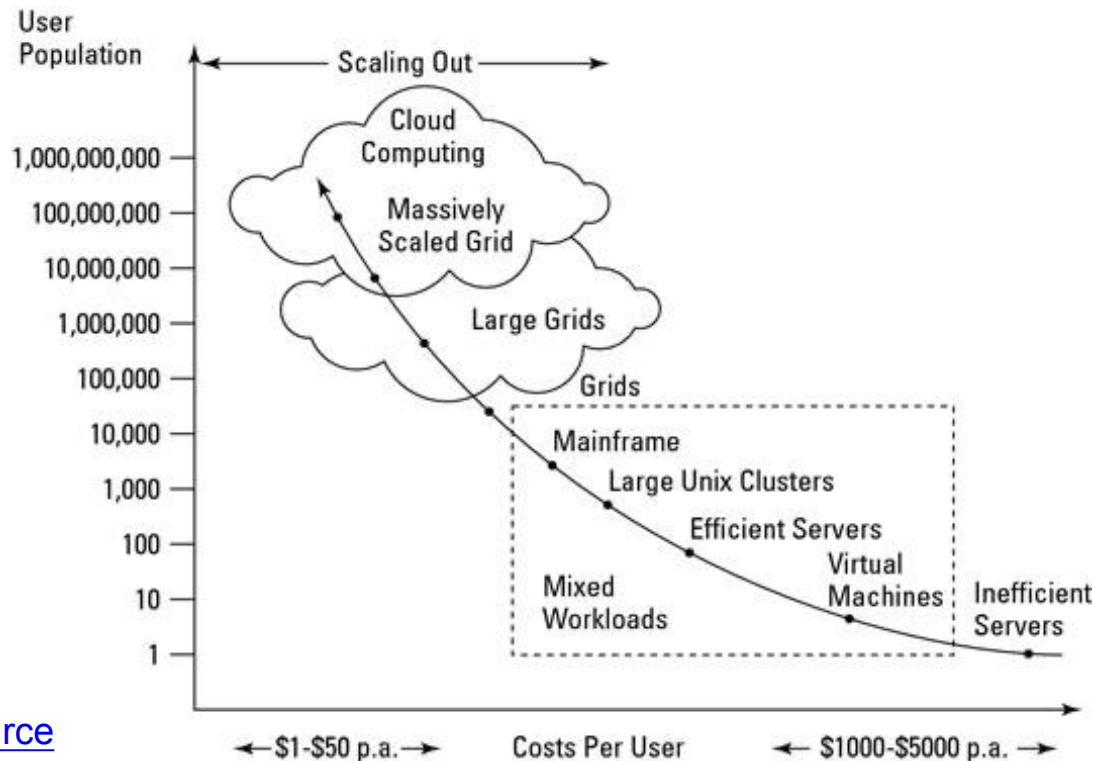 User
Population
Scaling Out
Cloud
Computing
1,000,000,000
100,000,000
Massively
Scaled Grid
10,000,000
1,000,000
Large Grids
100,000
Grids
10,000
Mainframe
1,000
Large Unix Clusters
100
Efficient Servers
Virtual
Machines
10
Mixed
Workloads
Inefficient
Servers
1
rce
$1-$50 p.a.
Costs Per User
$1000-$5000 p.a.